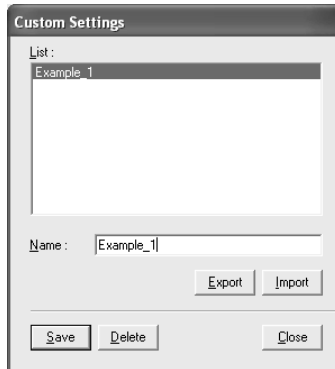 Custom Settings
List :
Example_1
Name : Example_1
Export Import
Save Delete Close